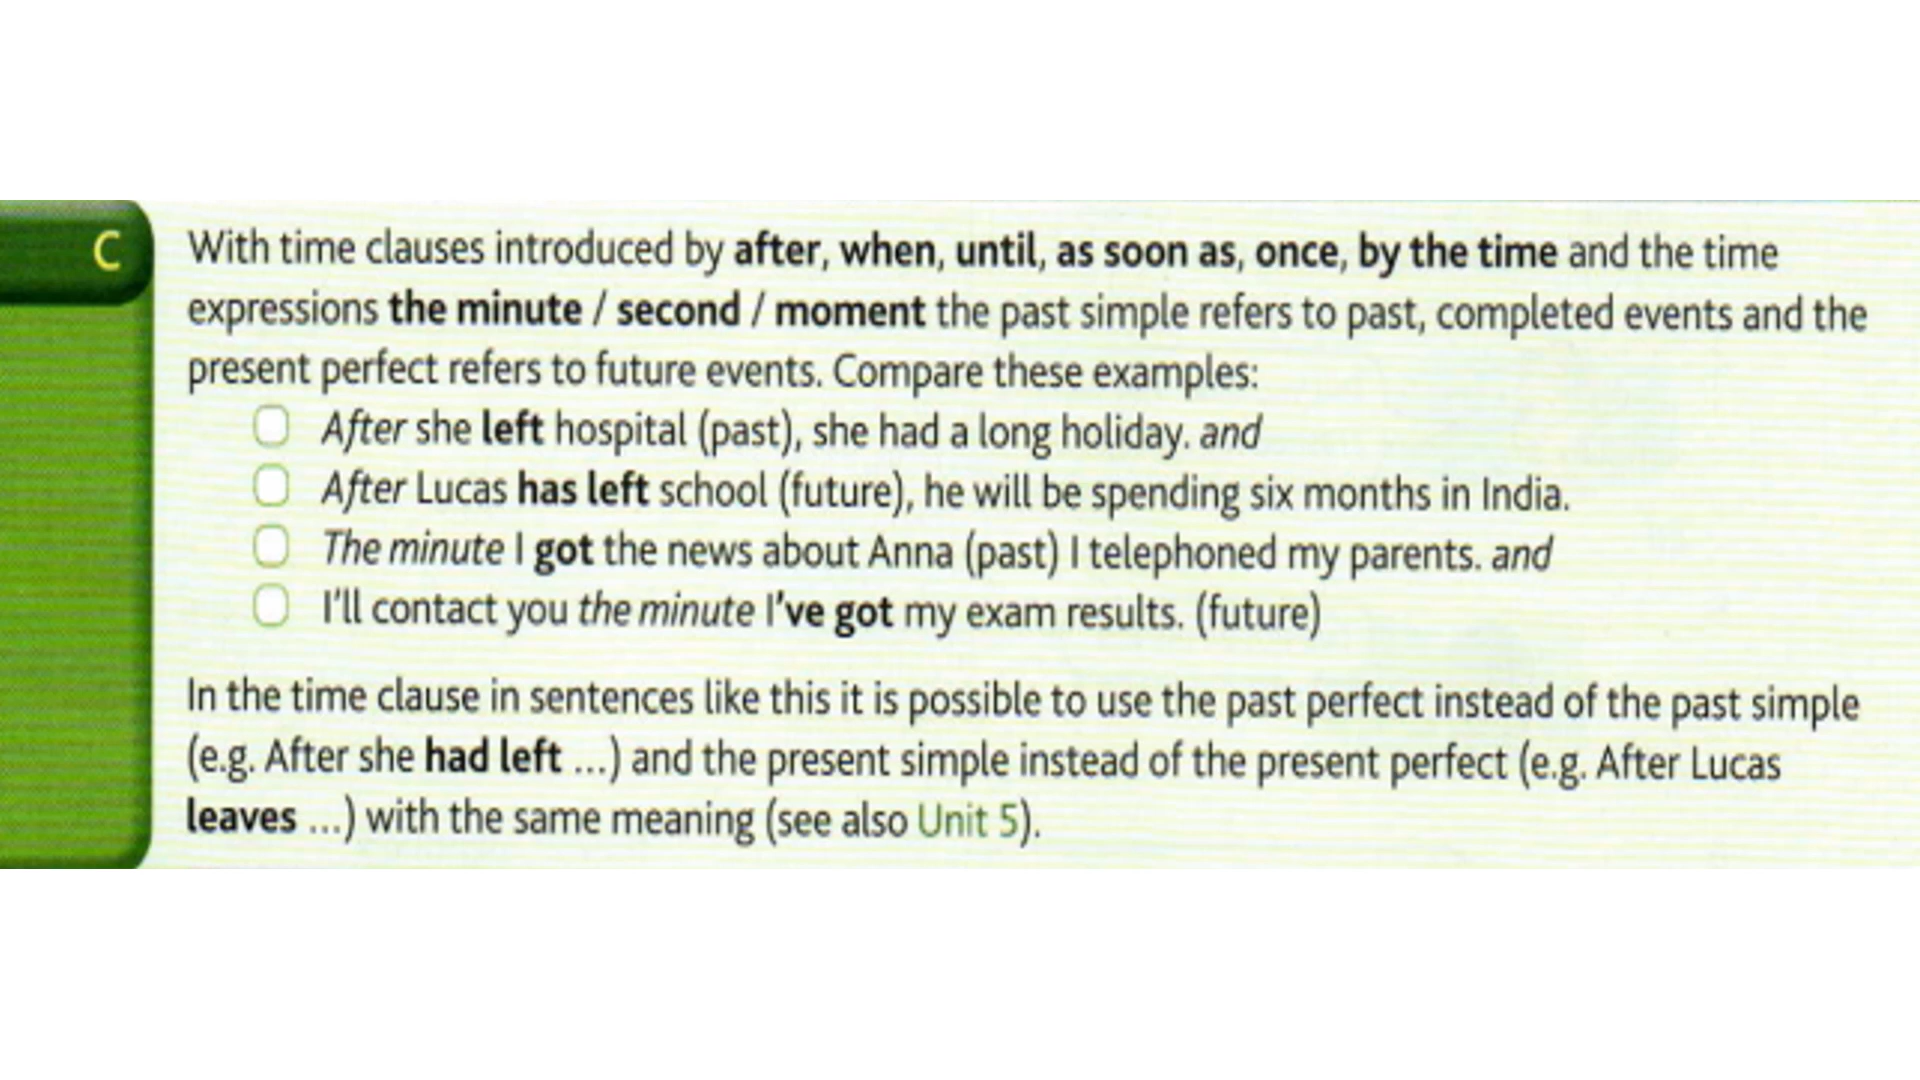 C
With time clauses introduced by after, when, until, as soon as, once, by the time and the time
expressions the minute / second / moment the past simple refers to past, completed events and the
present perfect refers to future events. Compare these examples:
After she left hospital (past), she had a long holiday. and
After Lucas has left school (future), he will be spending six months in India.
The minute I got the news about Anna (past) I telephoned my parents. and
I'll contact you the minute I've got my exam results. (future)
In the time clause in sentences like this it is possible to use the past perfect instead of the past simple
(e.g. After she had left ...) and the present simple instead of the present perfect (e.g. After Lucas
leaves ...) with the same meaning (see also Unit 5).